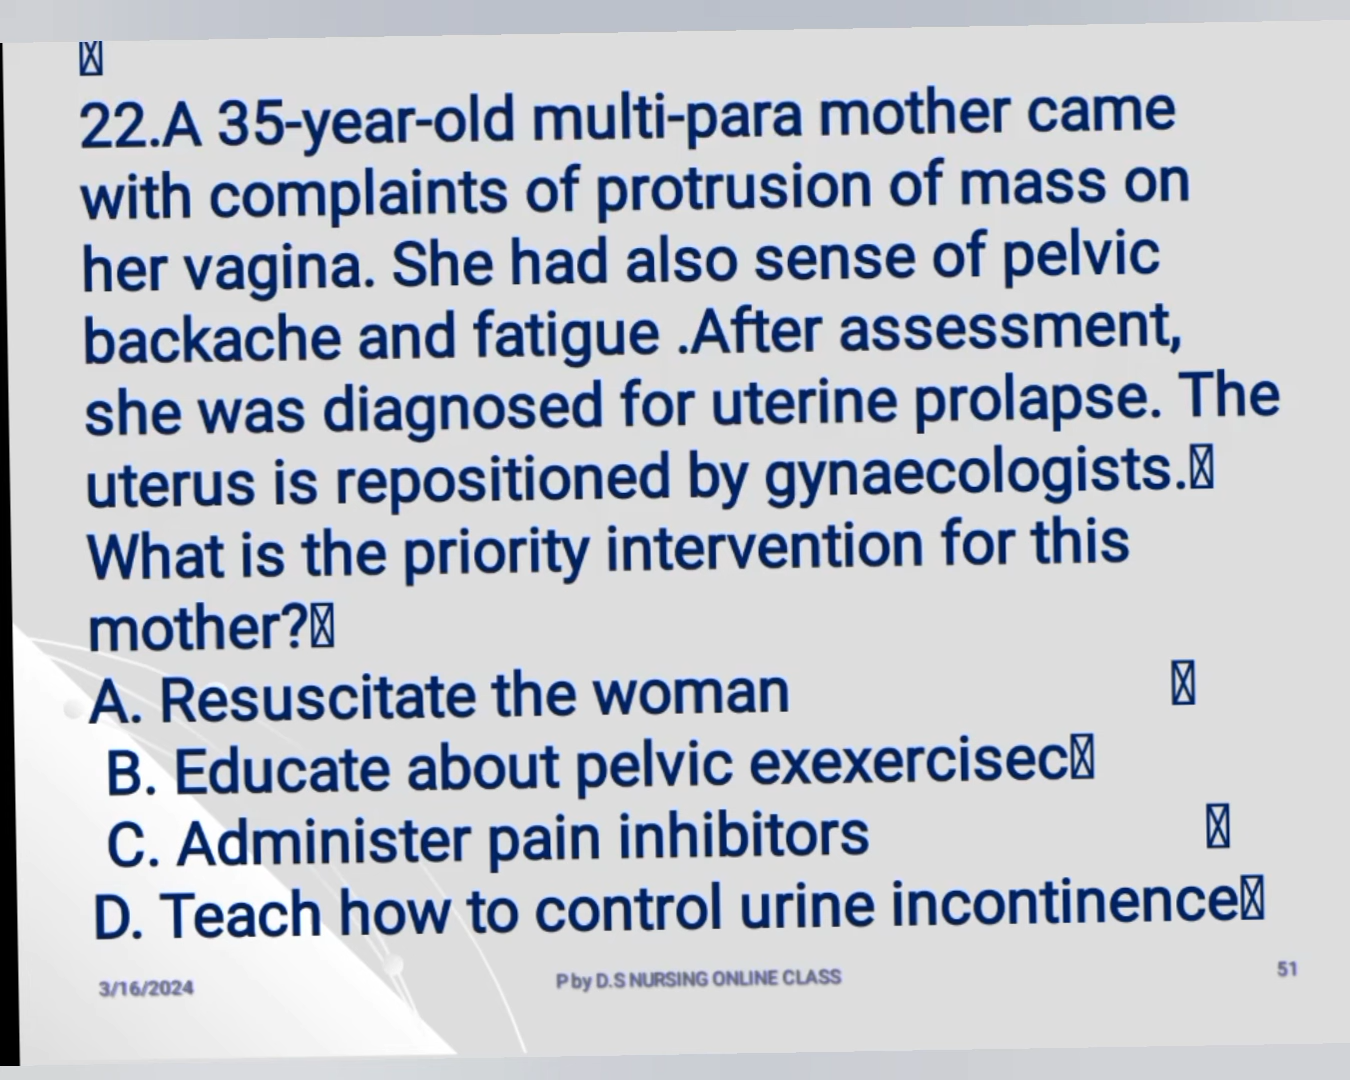 22.A 35-year-old multi-para mother came
with complaints of protrusion of mass on
her vagina. She had also sense of pelvic
backache and fatigue .After assessment,
she was diagnosed for uterine prolapse. The
uterus is repositioned by gynaecologists.
What is the priority intervention for this
mother?
A. Resuscitate the woman
B. Educate about pelvic exexercisec
C. Administer pain inhibitors
D. Teach how to control urine incontinence
3/16/2024
P by D.S NURSING ONLINE CLASS
51